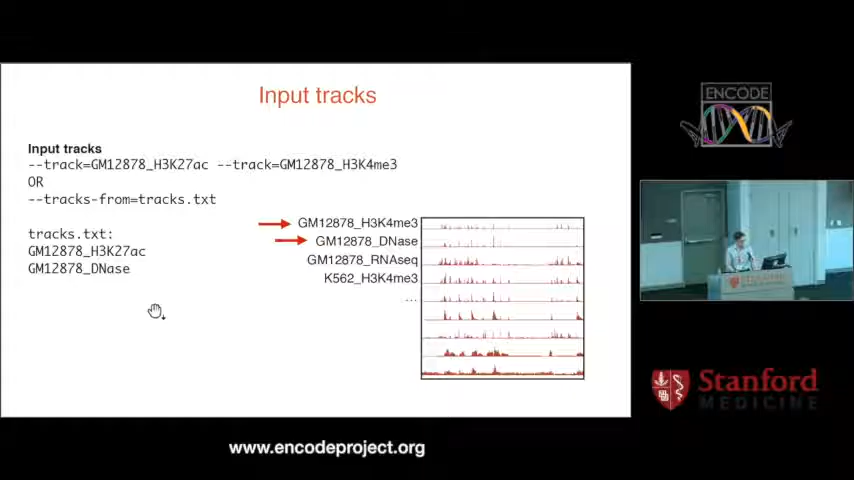 Input tracks
Input tracks
--track=GM12878_H3K27ac --track=GM12878_H3K4me3
OR
--tracks-from=tracks.txt
tracks.txt:
GM12878_H3K27ac
GM12878_DNase
GM12878_H3K4me3
GM12878_DNase
GM12878_RNAseq
K562_H3K4me3
...
ENCODE
Stanford
MEDICINE
www.encodeproject.org